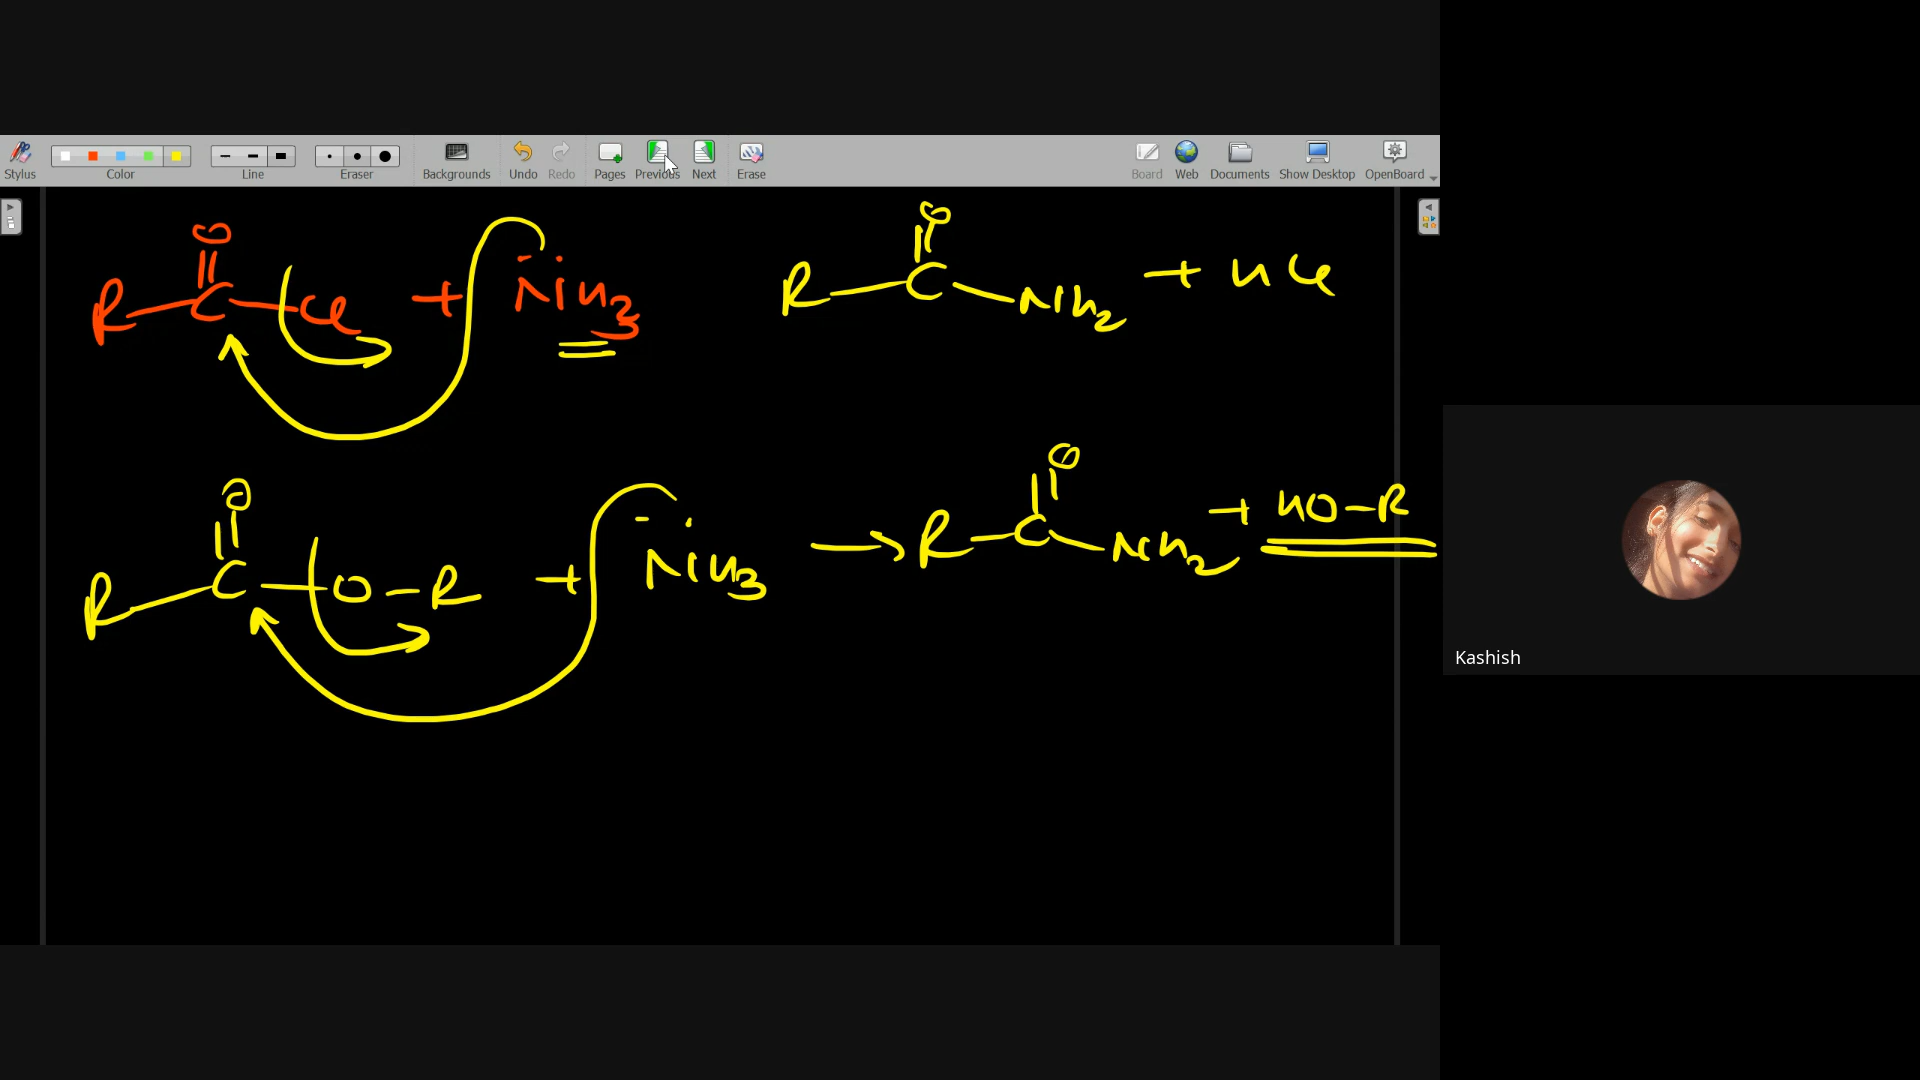 Stylus Color Line Eraser Backgrounds Undo Redo Pages Previous Next Erase Board Web Documents Show Desktop OpenBoard
O
||
R—C—Cl + NH3
O
||
R—C—NH2 + HCl
O
||
R—C—O—R + NH3 → R—C—NH2 + HO—R
O
||
Kashish